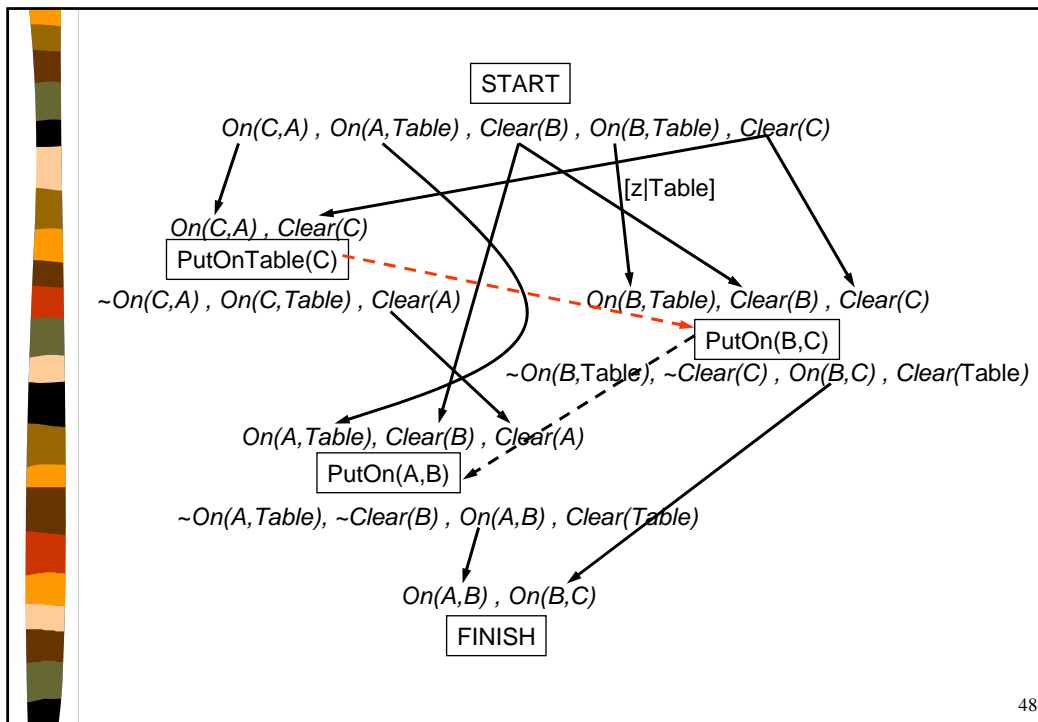 START
On(C,A) , On(A,Table) , Clear(B) , On(B,Table) , Clear(C)
[z|Table]
On(C,A) , Clear(C)
PutOnTable(C)
~On(C,A) , On(C,Table) , Clear(A)
On(B,Table), Clear(B) , Clear(C)
PutOn(B,C)
~On(B,Table), ~Clear(C) , On(B,C) , Clear(Table)
On(A,Table), Clear(B) , Clear(A)
PutOn(A,B)
~On(A,Table), ~Clear(B) , On(A,B) , Clear(Table)
On(A,B) , On(B,C)
FINISH
48